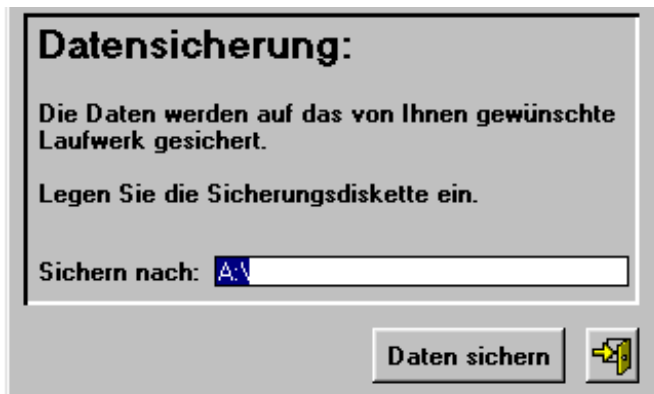 Datensicherung:
Die Daten werden auf das von Ihnen gewünschte
Laufwerk gesichert.
Legen Sie die Sicherungsdiskette ein.
Sichern nach: A:\
Daten sichern